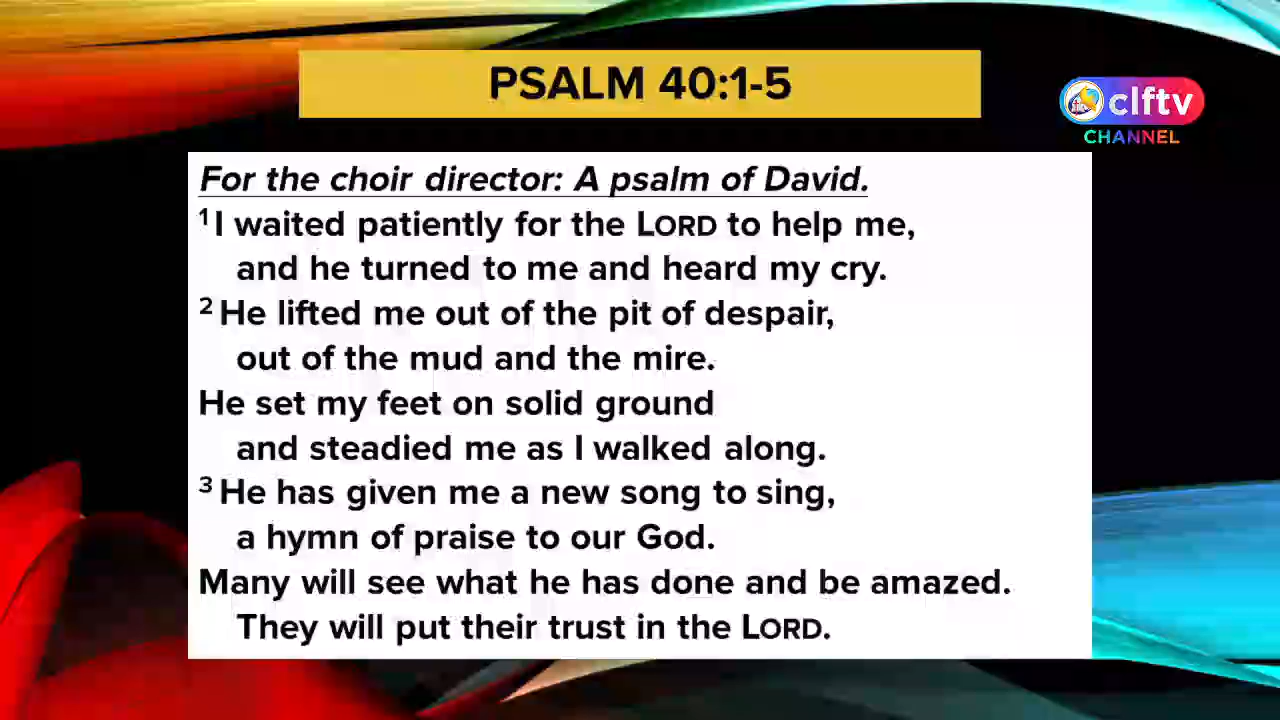 PSALM 40:1-5
clftv
CHANNEL
For the choir director: A psalm of David.
1 I waited patiently for the LORD to help me,
and he turned to me and heard my cry.
2 He lifted me out of the pit of despair,
out of the mud and the mire.
He set my feet on solid ground
and steadied me as I walked along.
3 He has given me a new song to sing,
a hymn of praise to our God.
Many will see what he has done and be amazed.
They will put their trust in the LORD.